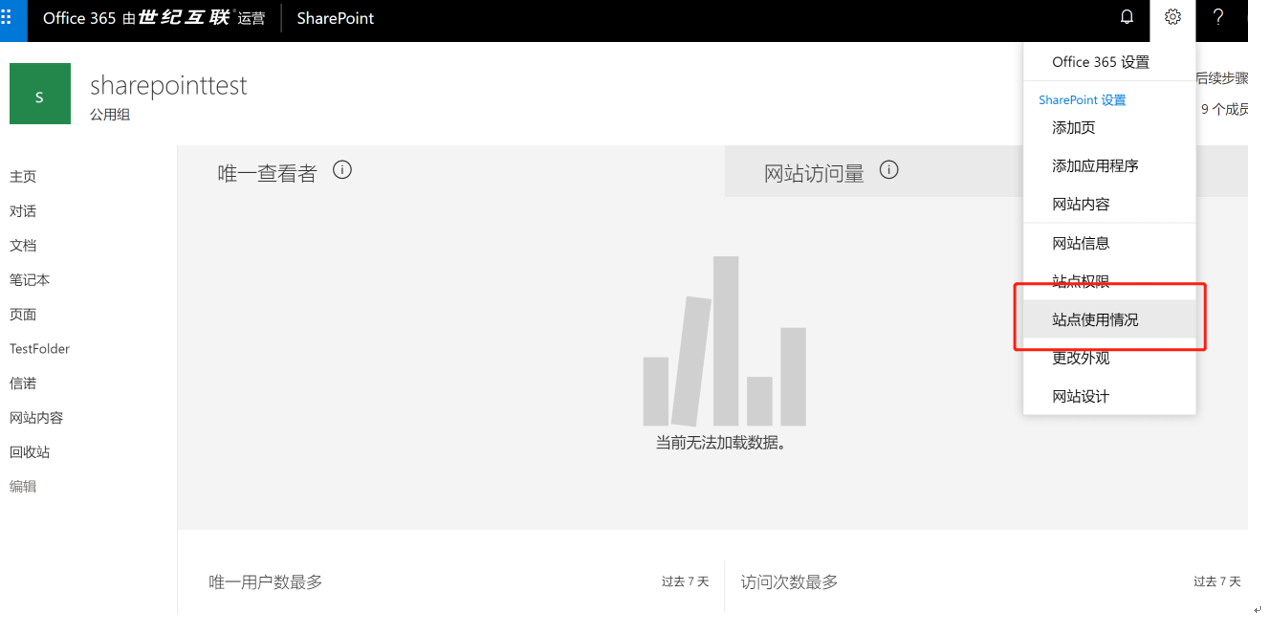 Office 365 由世纪互联运营 SharePoint
?
Office 365 设置
S
sharepointtest
公用组
后续步骤
9 个成员
SharePoint 设置
添加页
添加应用程序
网站内容
网站信息
站点权限
站点使用情况
更改外观
网站设计
主页
对话
文档
笔记本
页面
TestFolder
信诺
网站内容
回收站
编辑
唯一查看者
网站访问量
当前无法加载数据。
唯一用户数最多 过去 7 天
访问次数最多 过去 7 天